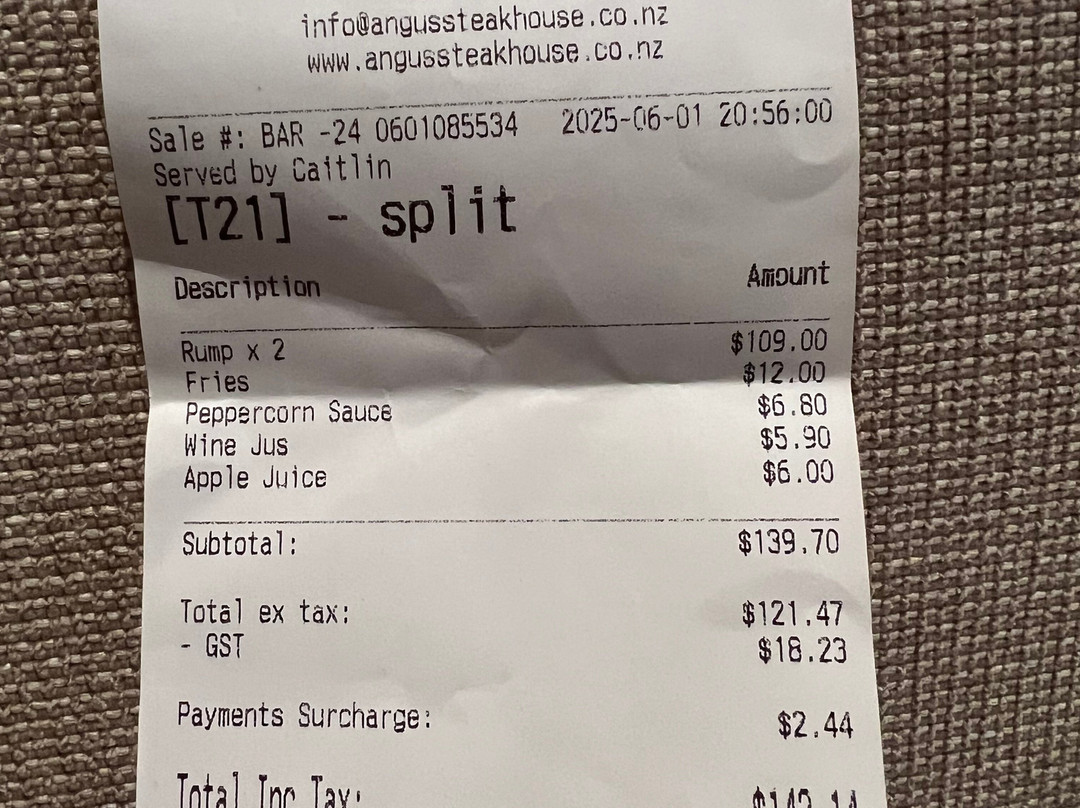 info@angussteakhouse.co.nz
www.angussteakhouse.co.nz
Sale #: BAR -24 0601085534 2025-06-01 20:56:00
Served by Caitlin
[T21] - split
Description Amount
Rump x 2 $109.00
Fries $12.00
Peppercorn Sauce $6.80
Wine Jus $5.90
Apple Juice $6.00
Subtotal: $139.70
Total ex tax: $121.47
- GST $18.23
Payments Surcharge: $2.44
Total Inc Tax: $142.14